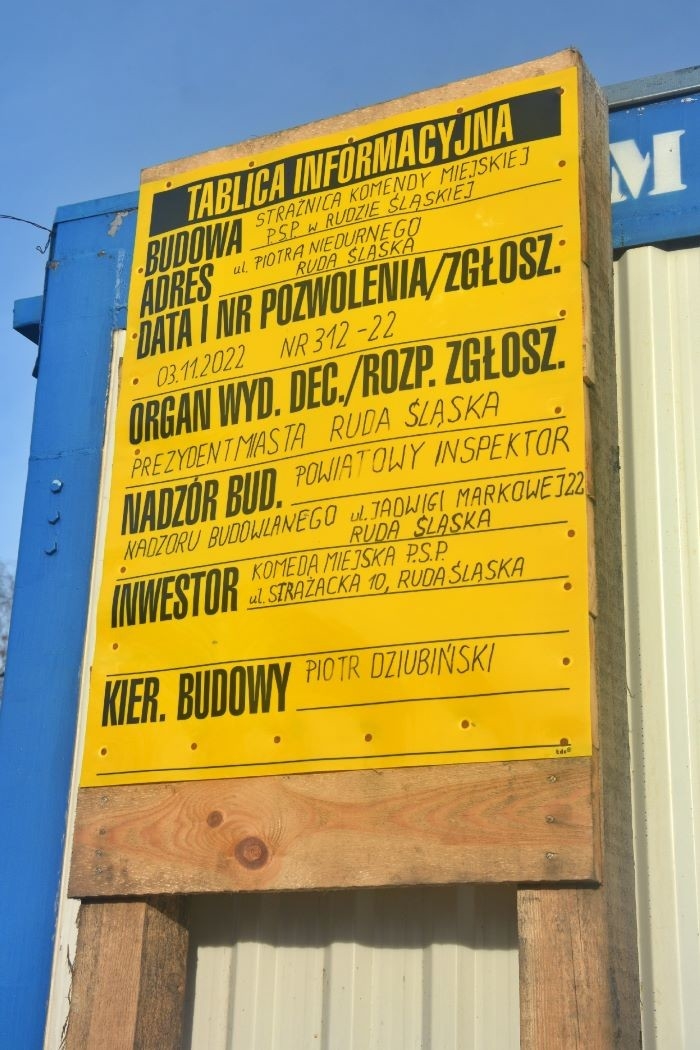 TABLICA INFORMACYJNA
BUDOWA STRAŻNICA KOMENDY MIEJSKIEJ
P.S.P W RUDZIE ŚLĄSKIEJ
ADRES ul. PIOTRA NIEDURNEGO
RUDA ŚLĄSKA
DATA I NR POZWOLENIA/ZGŁOSZ.
03.11.2022 NR 312-22
ORGAN WYD. DEC./ROZP. ZGŁOSZ.
PREZYDENT MIASTA RUDA ŚLĄSKA
NADZÓR BUD. POWIATOWY INSPEKTOR
NADZORU BUDOWLANEGO ul. JADWIGI MARKOWEJ 22
RUDA ŚLĄSKA
INWESTOR KOMEDA MIEJSKA P.S.P.
ul. STRAŻACKA 10, RUDA ŚLĄSKA
KIER. BUDOWY PIOTR DZIUBIŃSKI
M